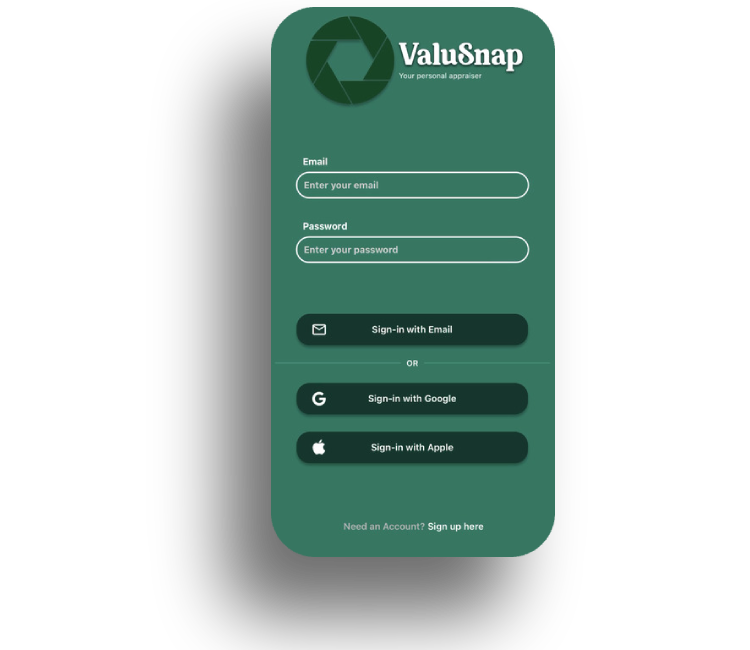 ValuSnap
Your personal appraiser
Email
Enter your email
Password
Enter your password
Sign-in with Email
OR
Sign-in with Google
Sign-in with Apple
Need an Account? Sign up here